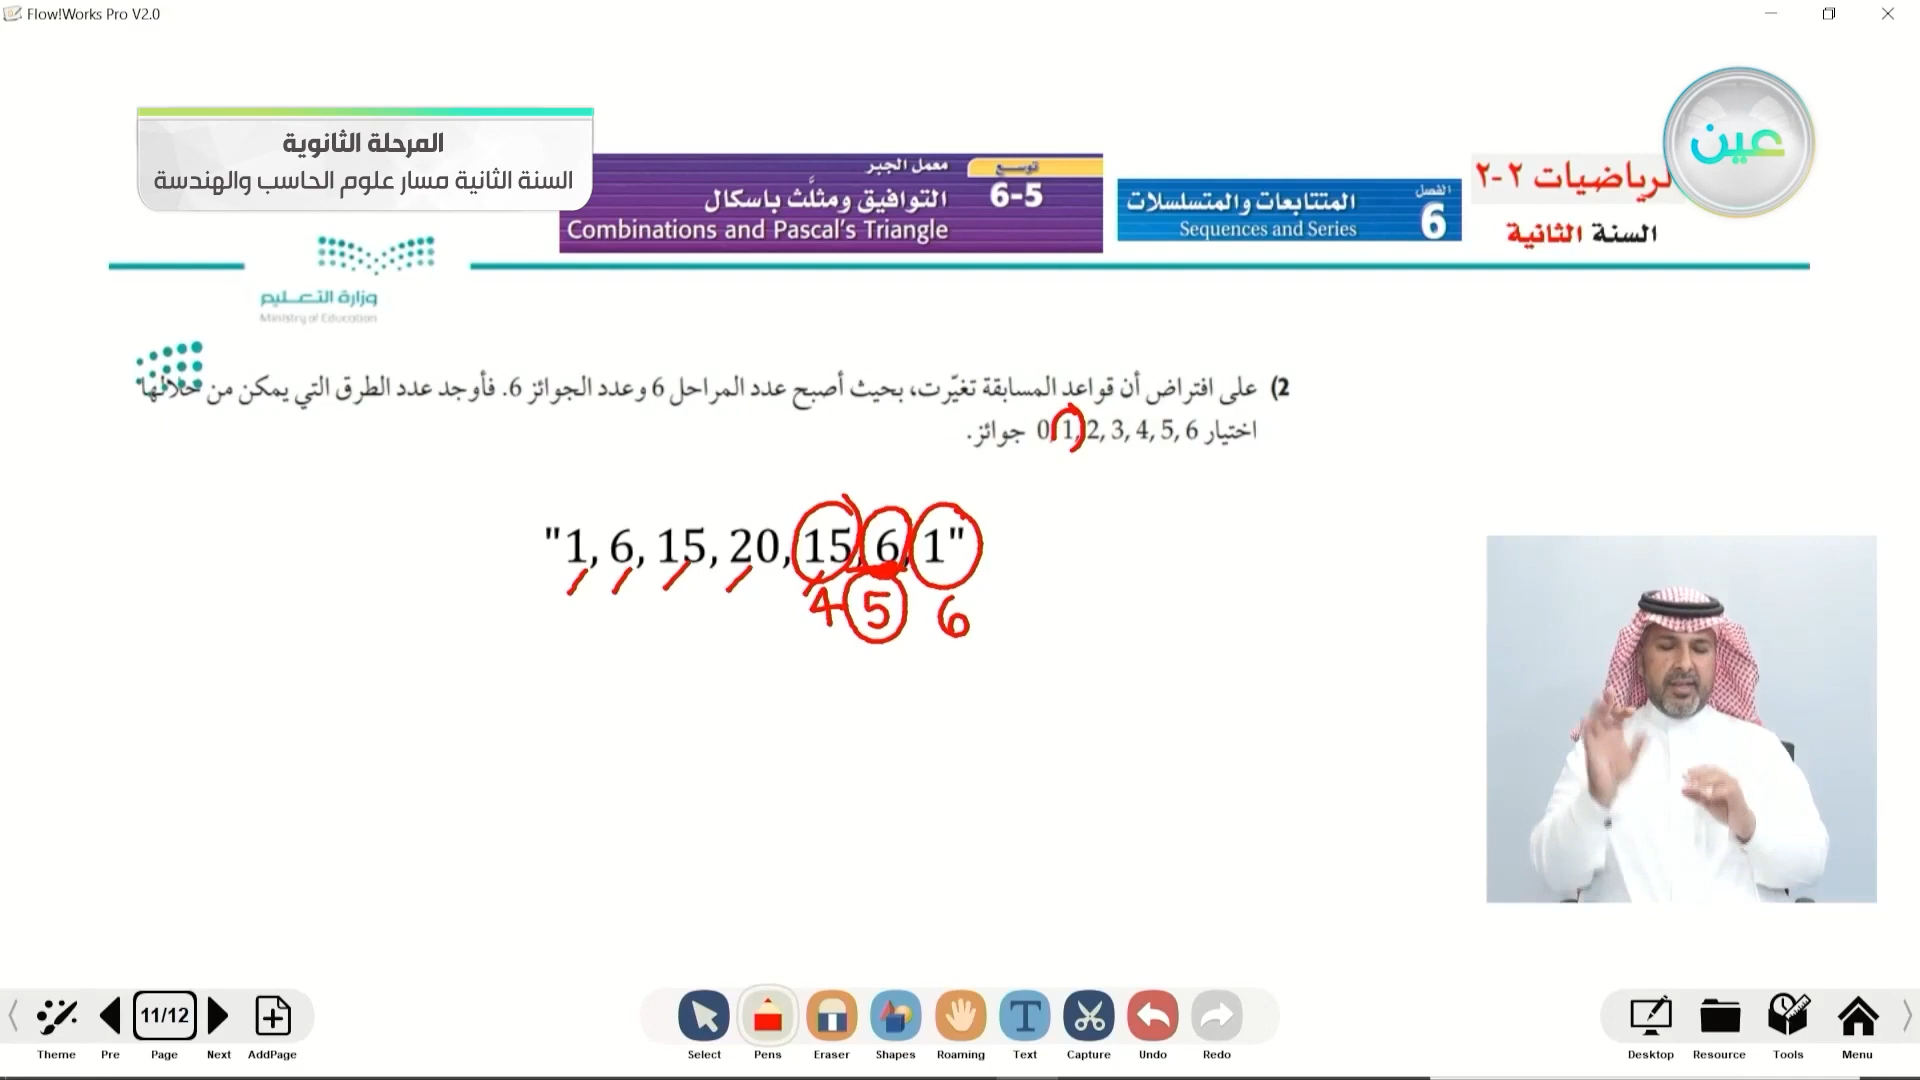 Flow!Works Pro V2.0
المرحلة الثانوية
السنة الثانية مسار علوم الحاسب والهندسة
توسع
6-5
معمل الجبر
التوافيق ومثلَّث باسكال
Combinations and Pascal's Triangle
الفصل
6
المتتابعات والمتسلسلات
Sequences and Series
رياضيات ٢-٢
السنة الثانية
عين
وزارة التعليم
Ministry of Education
2) على افتراض أن قواعد المسابقة تغيّرت، بحيث أصبح عدد المراحل 6 وعدد الجوائز 6. فأوجد عدد الطرق التي يمكن من خلالها
اختيار 0, 1, 2, 3, 4, 5, 6 جوائز.
"1, 6, 15, 20, 15, 6, 1"
4 5 6
11/12
Theme Pre Page Next AddPage
Select Pens Eraser Shapes Roaming Text Capture Undo Redo
T
Desktop Resource Tools Menu